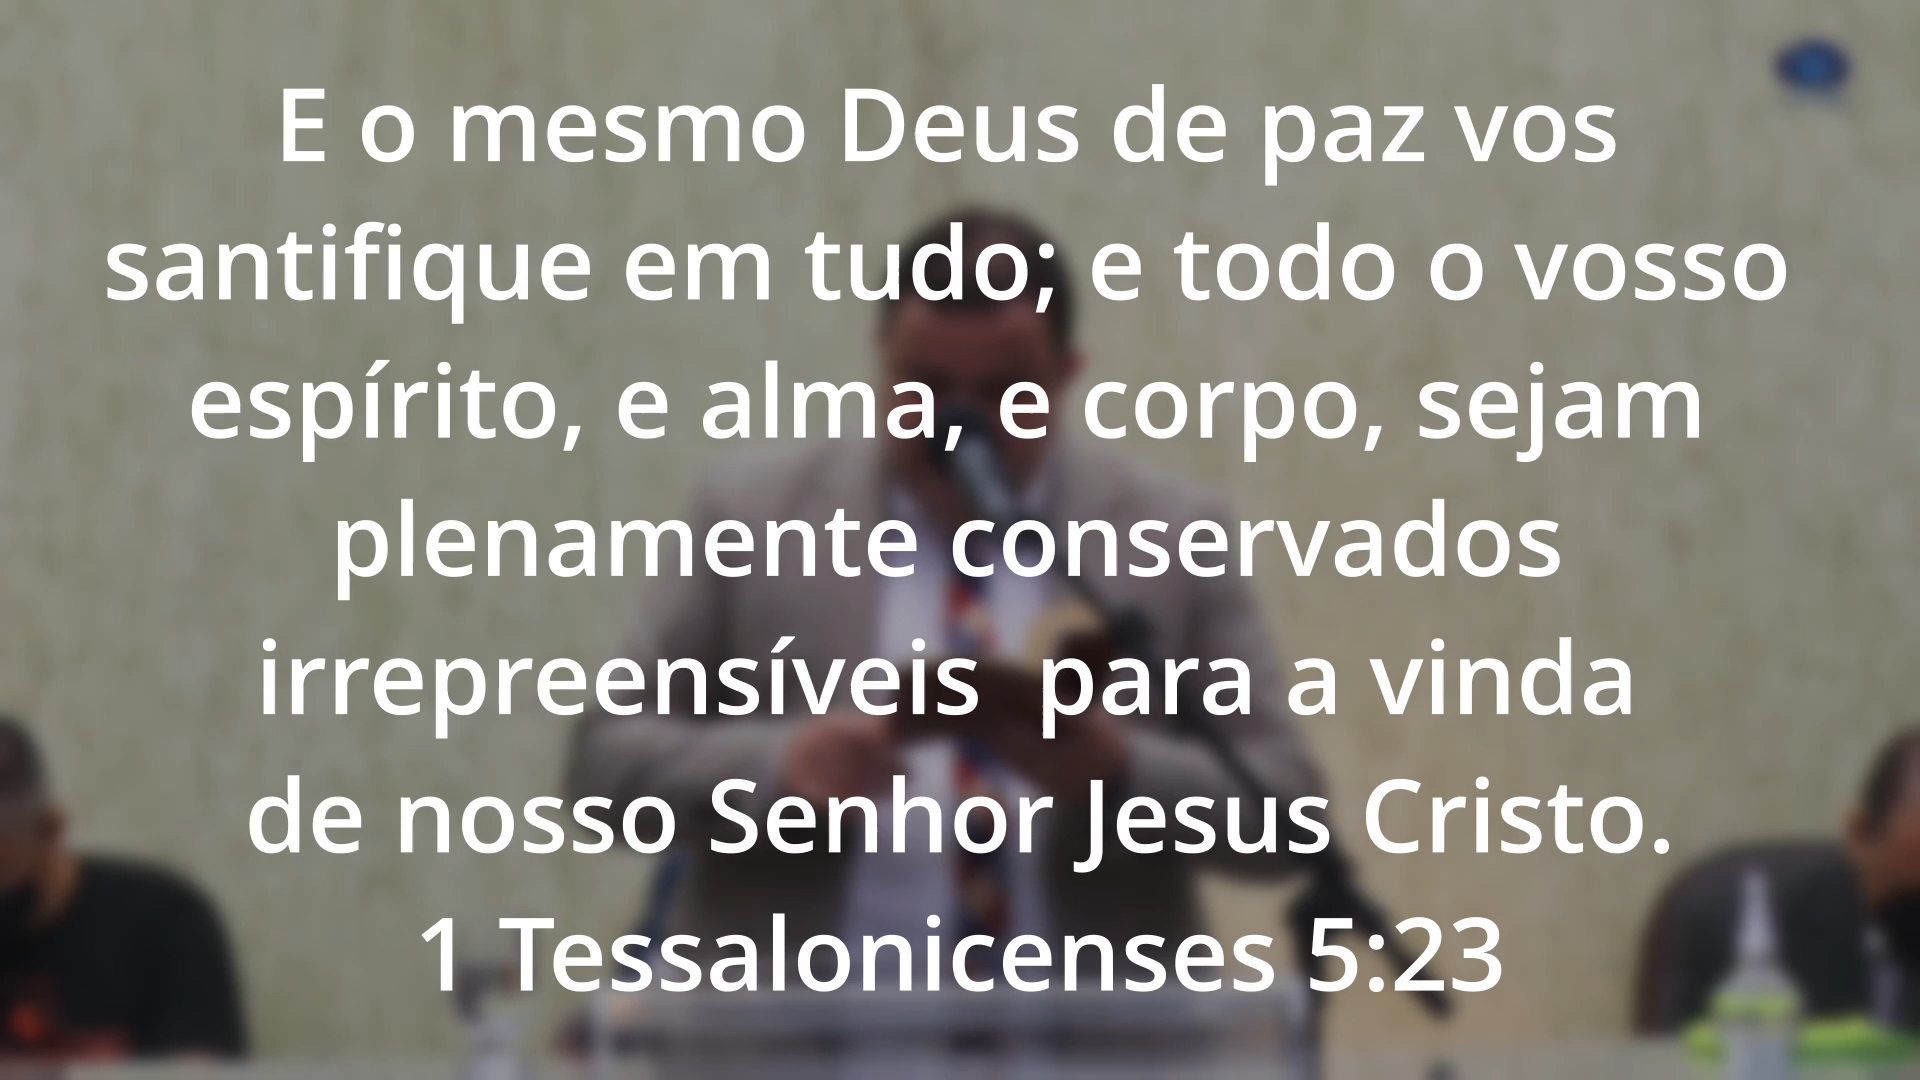 E o mesmo Deus de paz vos
santifique em tudo; e todo o vosso
espírito, e alma, e corpo, sejam
plenamente conservados
irrepreensíveis  para a vinda
de nosso Senhor Jesus Cristo.
1 Tessalonicenses 5:23